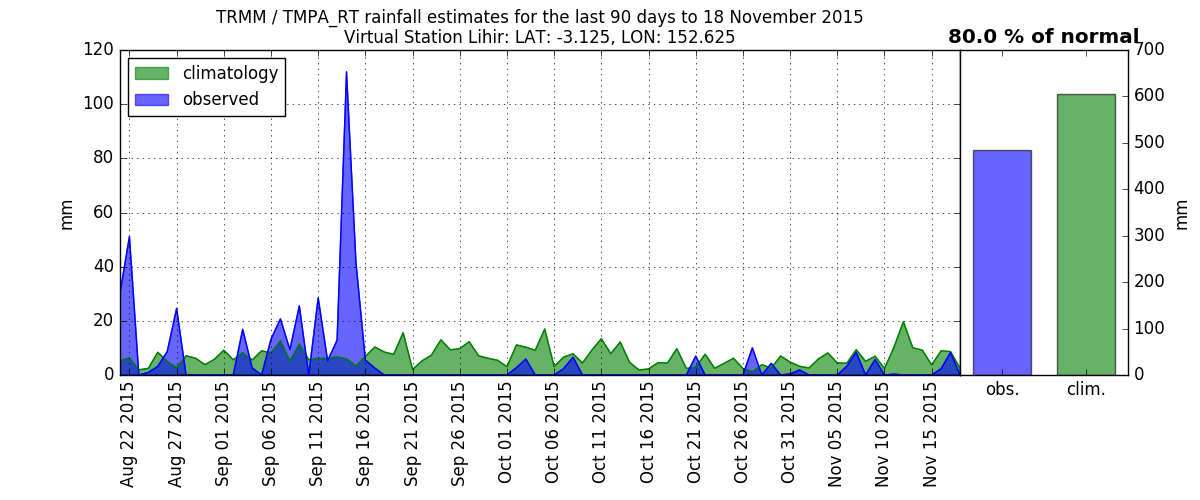 TRMM / TMPA_RT rainfall estimates for the last 90 days to 18 November 2015
Virtual Station Lihir: LAT: -3.125, LON: 152.625
80.0 % of normal
climatology
observed
120
100
80
60
40
20
0
mm
Aug 22 2015
Aug 27 2015
Sep 01 2015
Sep 06 2015
Sep 11 2015
Sep 16 2015
Sep 21 2015
Sep 26 2015
Oct 01 2015
Oct 06 2015
Oct 11 2015
Oct 16 2015
Oct 21 2015
Oct 26 2015
Oct 31 2015
Nov 05 2015
Nov 10 2015
Nov 15 2015
obs.
clim.
700
600
500
400
300
200
100
0
mm